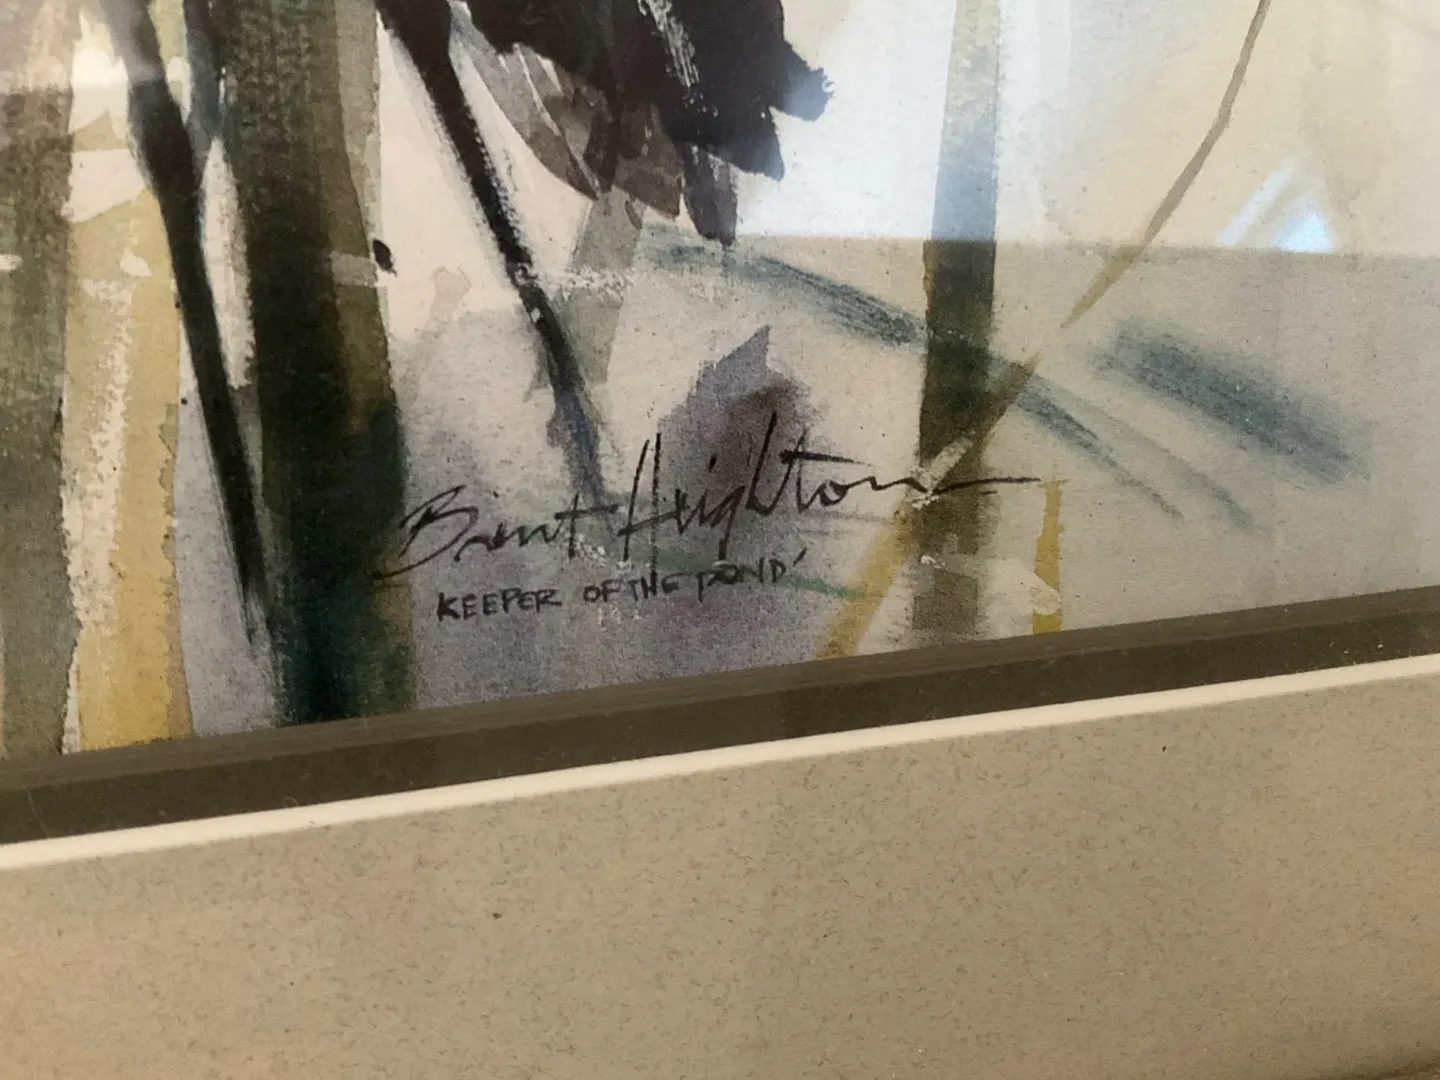 Brent Heighton
KEEPER OF THE POND'